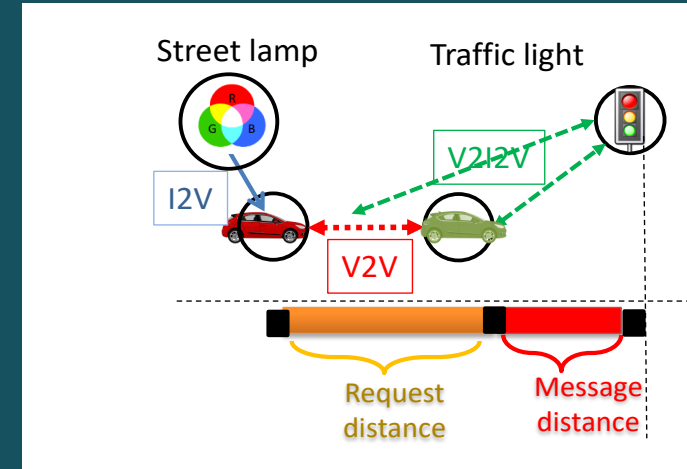 Street lamp
Traffic light
R
G
B
V2I2V
I2V
V2V
Request
distance
Message
distance